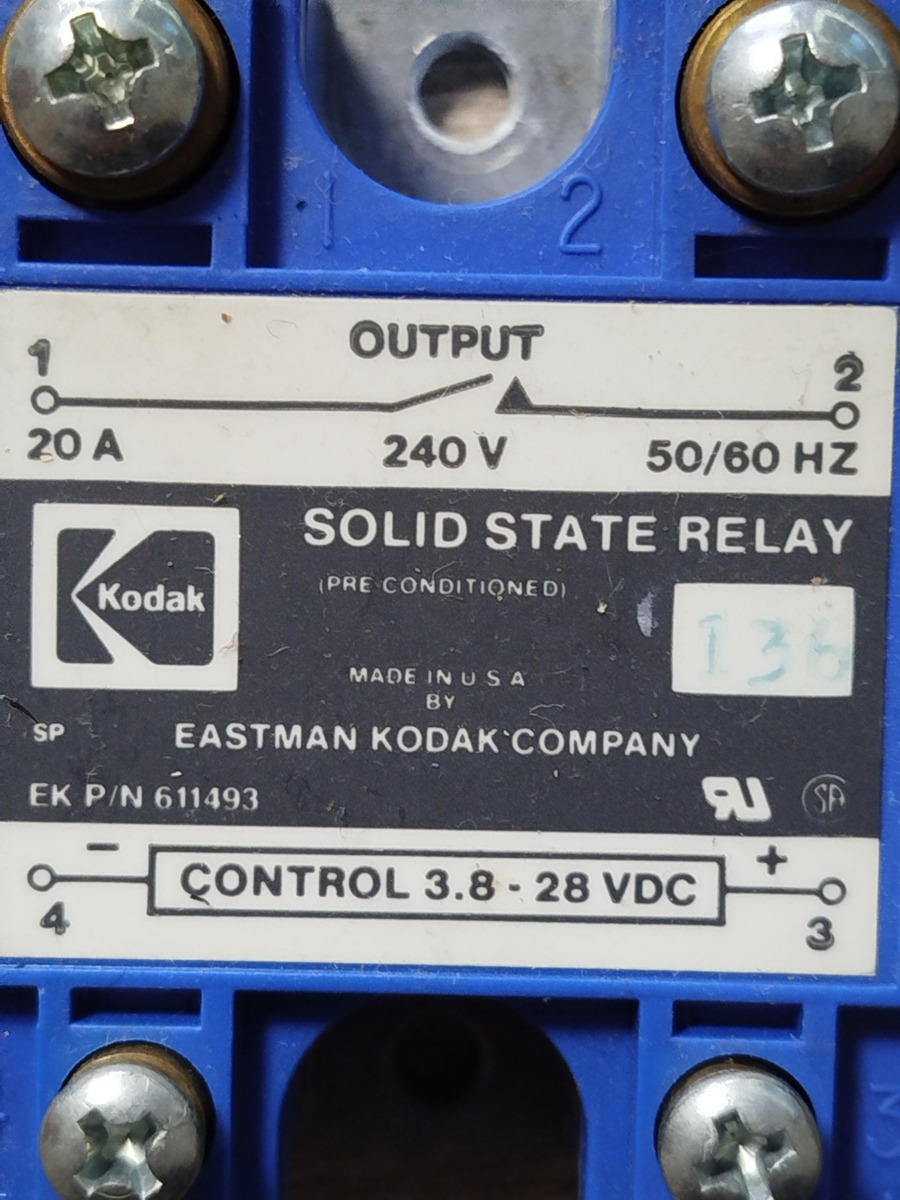 1 2
OUTPUT
1 2
20 A 240 V 50/60 HZ
SOLID STATE RELAY
Kodak
(PRE CONDITIONED)
136
MADE IN U S A
BY
SP EASTMAN KODAK COMPANY
EK P/N 611493
SA
- +
CONTROL 3.8 - 28 VDC
4 3
3